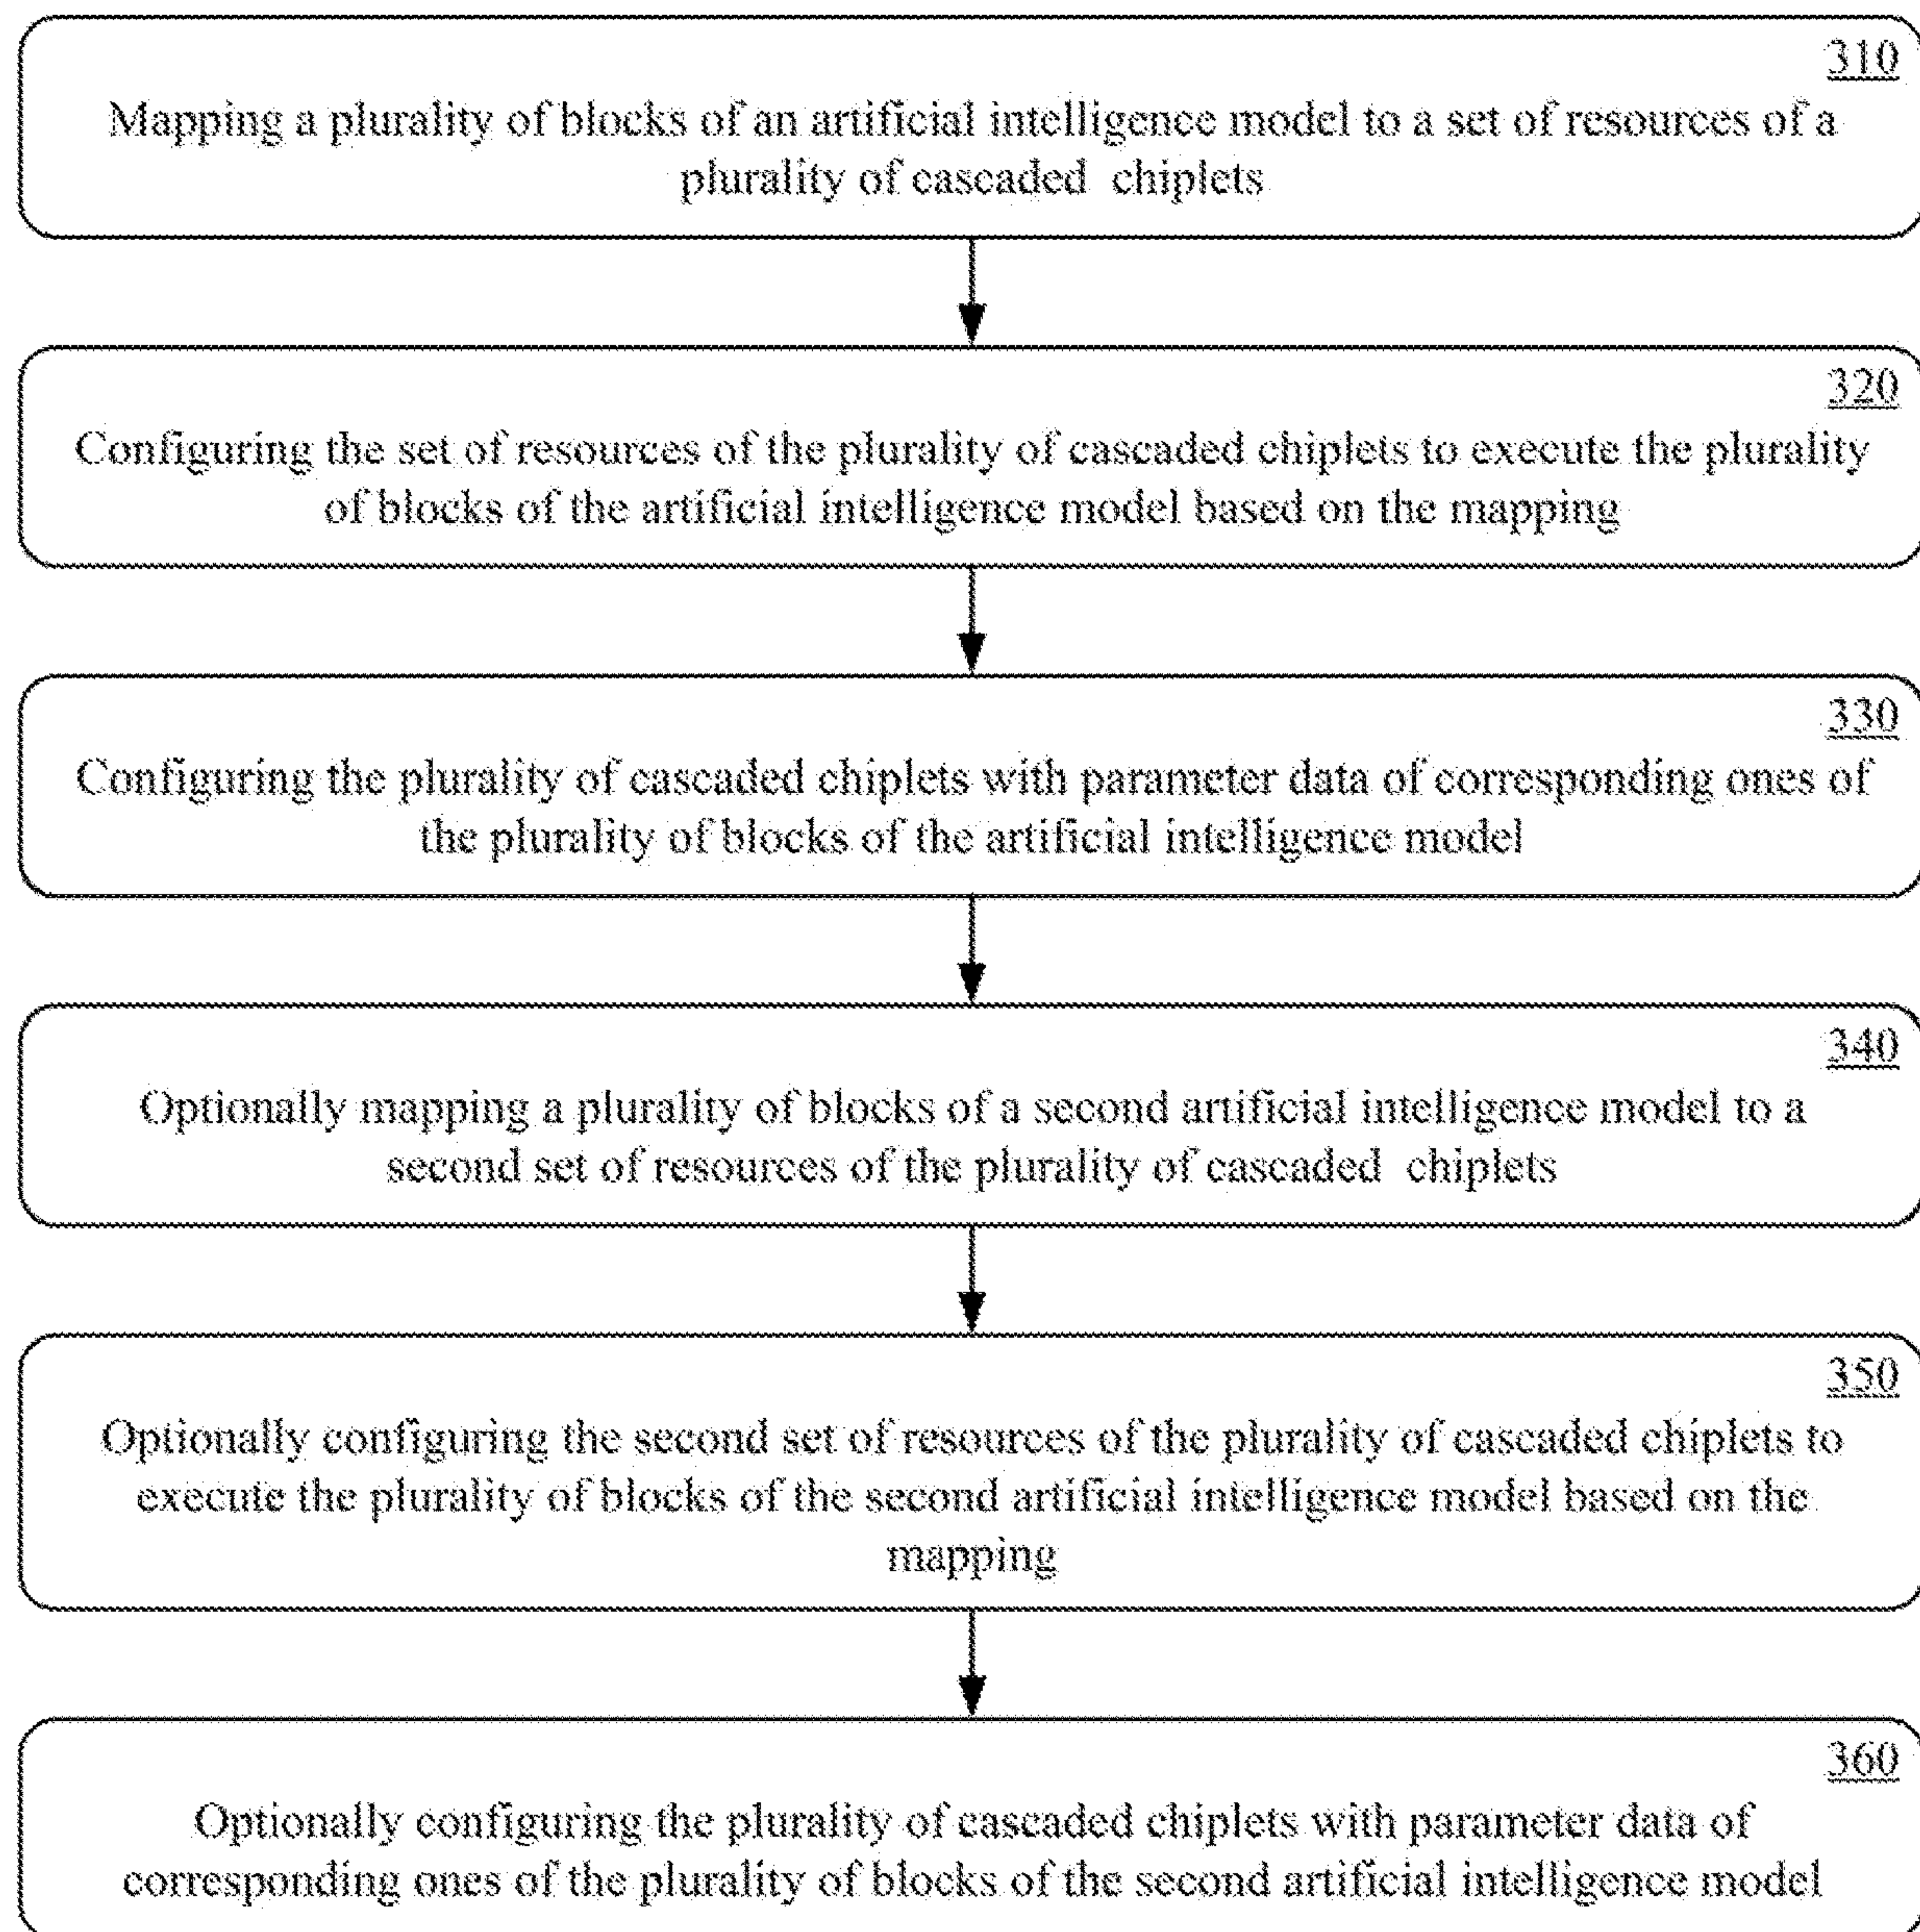 310
Mapping a plurality of blocks of an artificial intelligence model to a set of resources of a
plurality of cascaded chiplets
320
Configuring the set of resources of the plurality of cascaded chiplets to execute the plurality
of blocks of the artificial intelligence model based on the mapping
330
Configuring the plurality of cascaded chiplets with parameter data of corresponding ones of
the plurality of blocks of the artificial intelligence model
340
Optionally mapping a plurality of blocks of a second artificial intelligence model to a
second set of resources of the plurality of cascaded chiplets
350
Optionally configuring the second set of resources of the plurality of cascaded chiplets to
execute the plurality of blocks of the second artificial intelligence model based on the
mapping
360
Optionally configuring the plurality of cascaded chiplets with parameter data of
corresponding ones of the plurality of blocks of the second artificial intelligence model